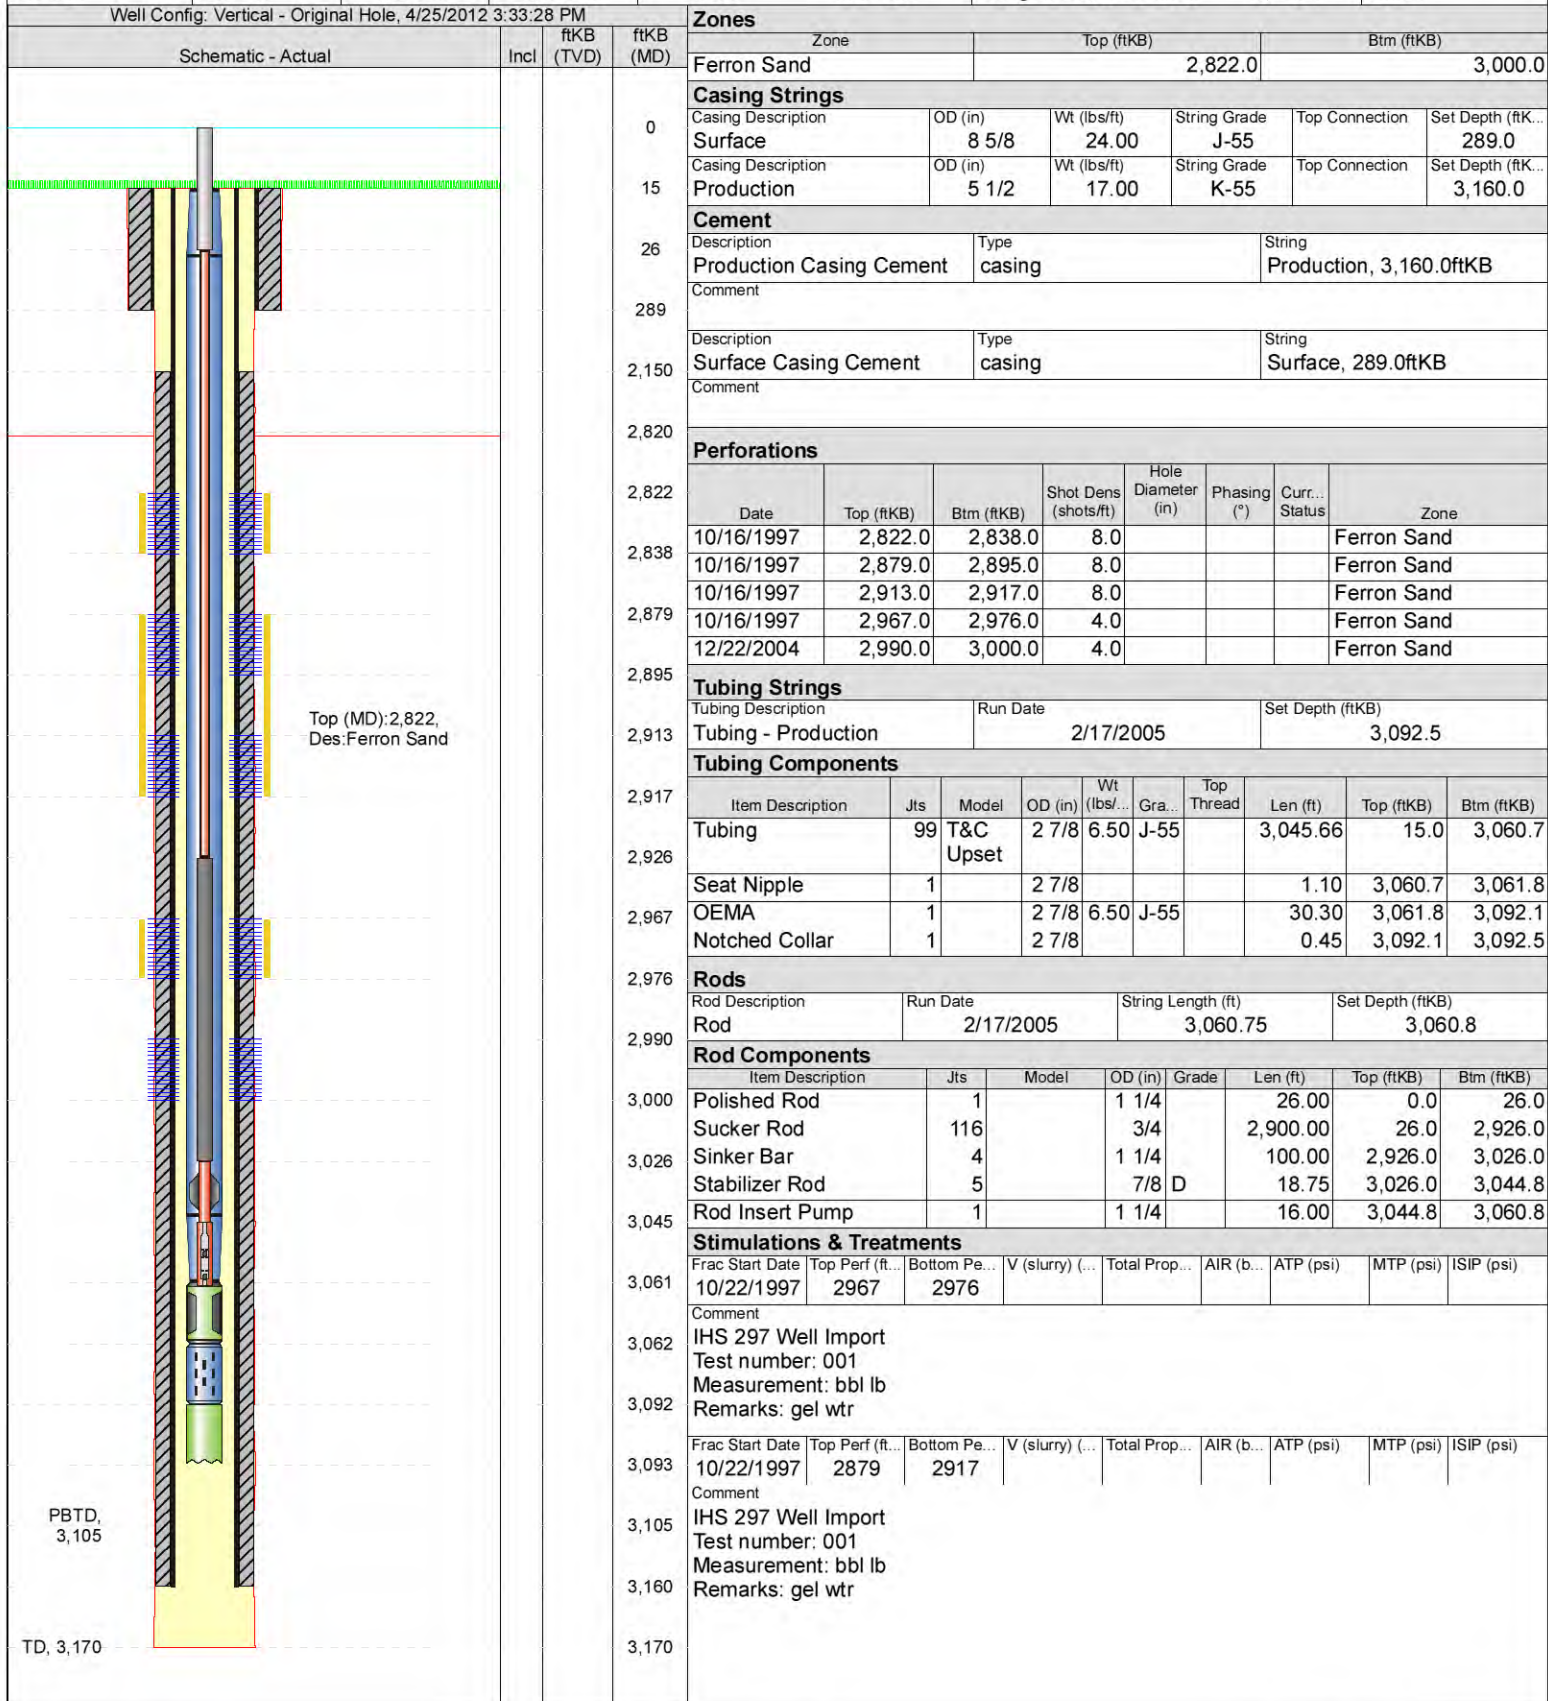 Well Config: Vertical - Original Hole, 4/25/2012 3:33:28 PM
Schematic - Actual
Incl
ftKB (TVD)
ftKB (MD)
0
15
26
289
2,150
2,820
2,822
2,838
2,879
2,895
2,913
2,917
2,926
2,967
2,976
2,990
3,000
3,026
3,045
3,061
3,062
3,092
3,093
3,105
3,160
3,170
Top (MD):2,822,
Des:Ferron Sand
PBTD,
3,105
TD, 3,170
Zones
Zone Top (ftKB) Btm (ftKB)
Ferron Sand 2,822.0 3,000.0
Casing Strings
Casing Description OD (in) Wt (lbs/ft) String Grade Top Connection Set Depth (ftK...
Surface 8 5/8 24.00 J-55 289.0
Casing Description OD (in) Wt (lbs/ft) String Grade Top Connection Set Depth (ftK...
Production 5 1/2 17.00 K-55 3,160.0
Cement
Description Type String
Production Casing Cement casing Production, 3,160.0ftKB
Comment
Description Type String
Surface Casing Cement casing Surface, 289.0ftKB
Comment
Perforations
Date Top (ftKB) Btm (ftKB) Shot Dens (shots/ft) Hole Diameter (in) Phasing (°) Curr... Status Zone
10/16/1997 2,822.0 2,838.0 8.0 Ferron Sand
10/16/1997 2,879.0 2,895.0 8.0 Ferron Sand
10/16/1997 2,913.0 2,917.0 8.0 Ferron Sand
10/16/1997 2,967.0 2,976.0 4.0 Ferron Sand
12/22/2004 2,990.0 3,000.0 4.0 Ferron Sand
Tubing Strings
Tubing Description Run Date Set Depth (ftKB)
Tubing - Production 2/17/2005 3,092.5
Tubing Components
Item Description Jts Model OD (in) Wt (lbs/... Gra... Top Thread Len (ft) Top (ftKB) Btm (ftKB)
Tubing 99 T&C Upset 2 7/8 6.50 J-55 3,045.66 15.0 3,060.7
Seat Nipple 1 2 7/8 1.10 3,060.7 3,061.8
OEMA 1 2 7/8 6.50 J-55 30.30 3,061.8 3,092.1
Notched Collar 1 2 7/8 0.45 3,092.1 3,092.5
Rods
Rod Description Run Date String Length (ft) Set Depth (ftKB)
Rod 2/17/2005 3,060.75 3,060.8
Rod Components
Item Description Jts Model OD (in) Grade Len (ft) Top (ftKB) Btm (ftKB)
Polished Rod 1 1 1/4 26.00 0.0 26.0
Sucker Rod 116 3/4 2,900.00 26.0 2,926.0
Sinker Bar 4 1 1/4 100.00 2,926.0 3,026.0
Stabilizer Rod 5 7/8 D 18.75 3,026.0 3,044.8
Rod Insert Pump 1 1 1/4 16.00 3,044.8 3,060.8
Stimulations & Treatments
Frac Start Date Top Perf (ft... Bottom Pe... V (slurry) (... Total Prop... AIR (b... ATP (psi) MTP (psi) ISIP (psi)
10/22/1997 2967 2976
Comment
IHS 297 Well Import
Test number: 001
Measurement: bbl lb
Remarks: gel wtr
Frac Start Date Top Perf (ft... Bottom Pe... V (slurry) (... Total Prop... AIR (b... ATP (psi) MTP (psi) ISIP (psi)
10/22/1997 2879 2917
Comment
IHS 297 Well Import
Test number: 001
Measurement: bbl lb
Remarks: gel wtr